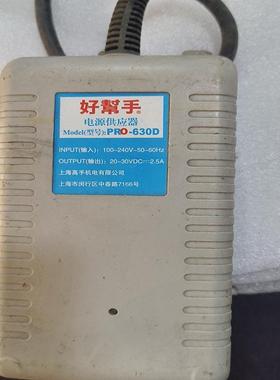 好幫手
电源供应器
Model(型号):PRO-630D
INPUT(输入): 100-240V~50-60Hz
OUTPUT(输出): 20-30VDC⎓2.5A
上海高手机电有限公司
上海市闵行区中春路7166号